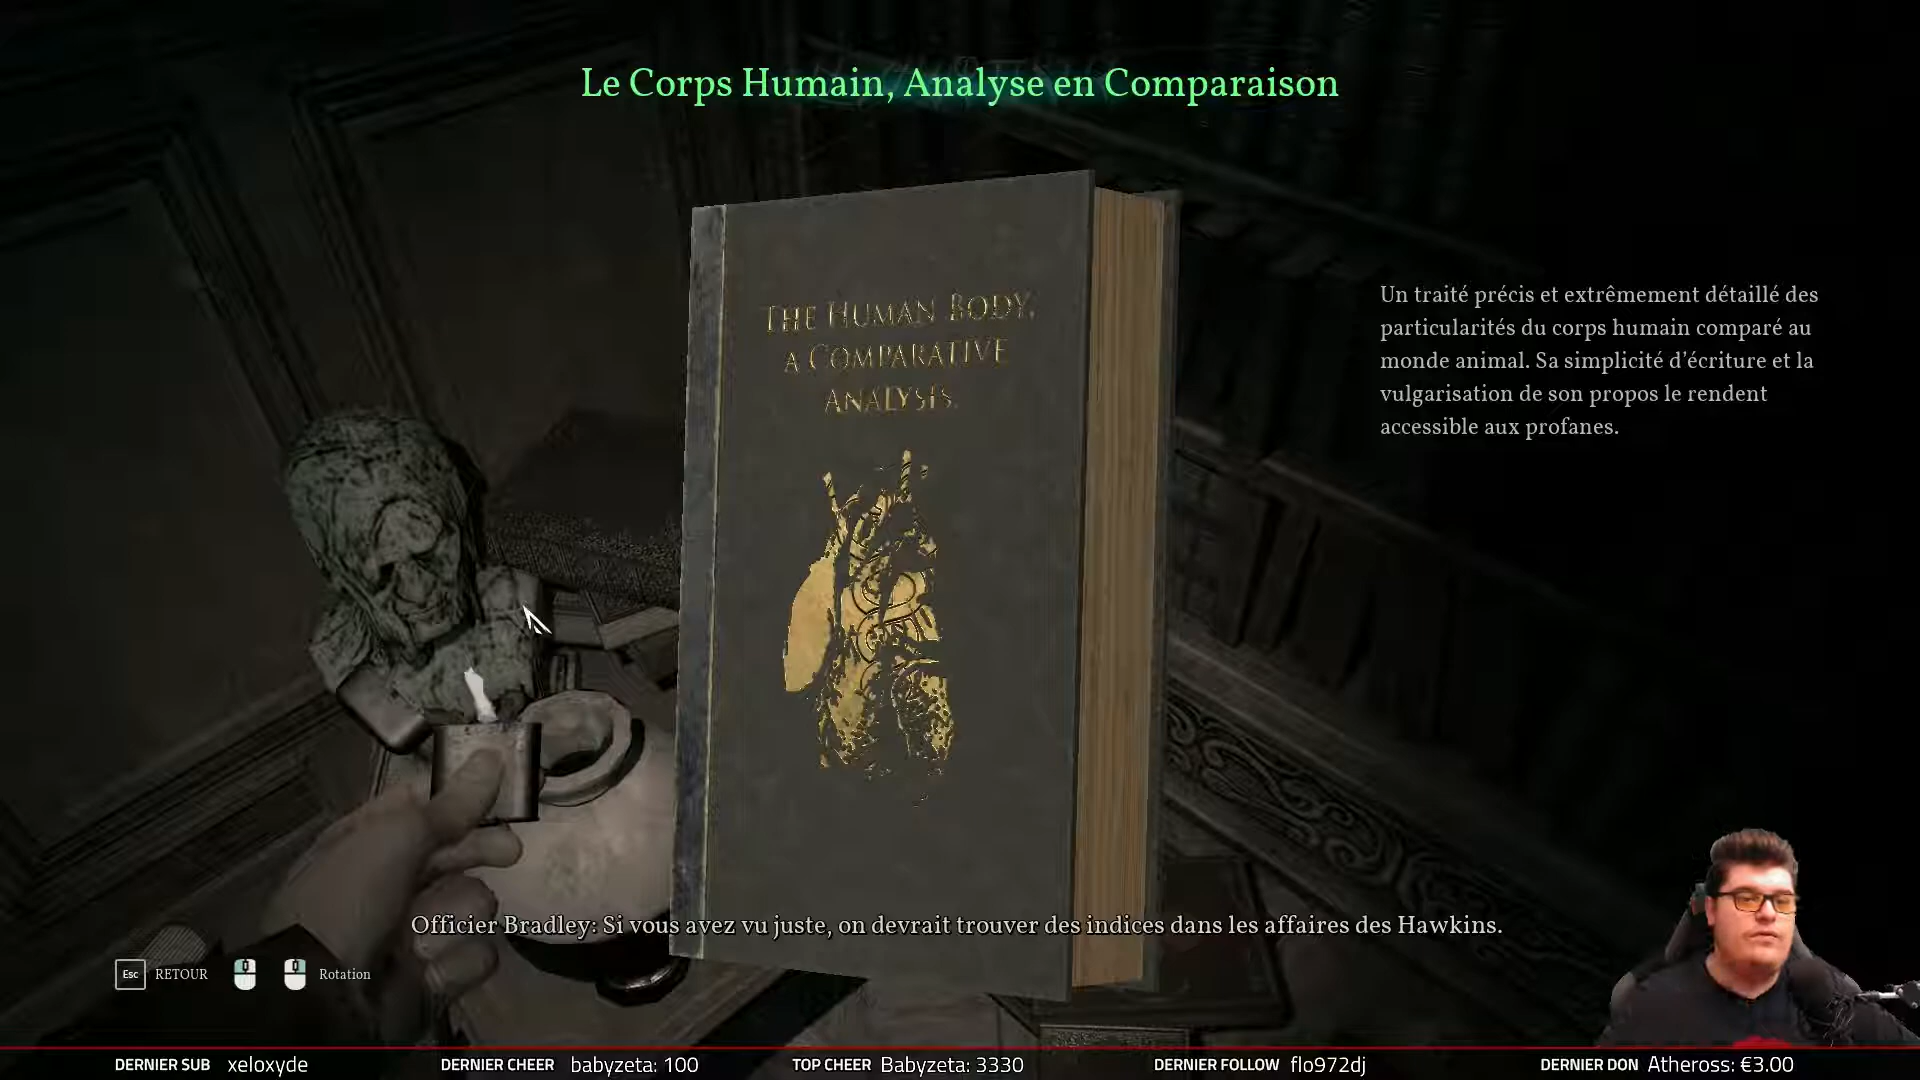 Le Corps Humain, Analyse en Comparaison
THE HUMAN BODY,
A COMPARATIVE
ANALYSIS.
Un traité précis et extrêmement détaillé des
particularités du corps humain comparé au
monde animal. Sa simplicité d'écriture et la
vulgarisation de son propos le rendent
accessible aux profanes.
Officier Bradley: Si vous avez vu juste, on devrait trouver des indices dans les affaires des Hawkins.
Esc RETOUR Rotation
DERNIER SUB xeloxyde DERNIER CHEER babyzeta: 100 TOP CHEER Babyzeta: 3330 DERNIER FOLLOW flo972dj DERNIER DON Atheross: €3.00